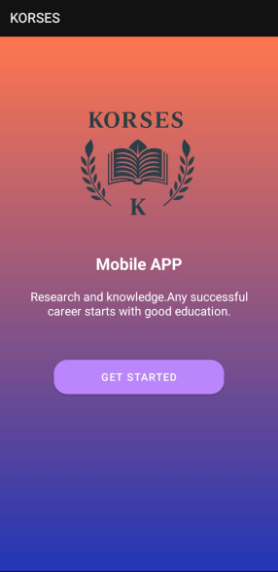 KORSES
KORSES
K
Mobile APP
Research and knowledge.Any successful
career starts with good education.
GET STARTED